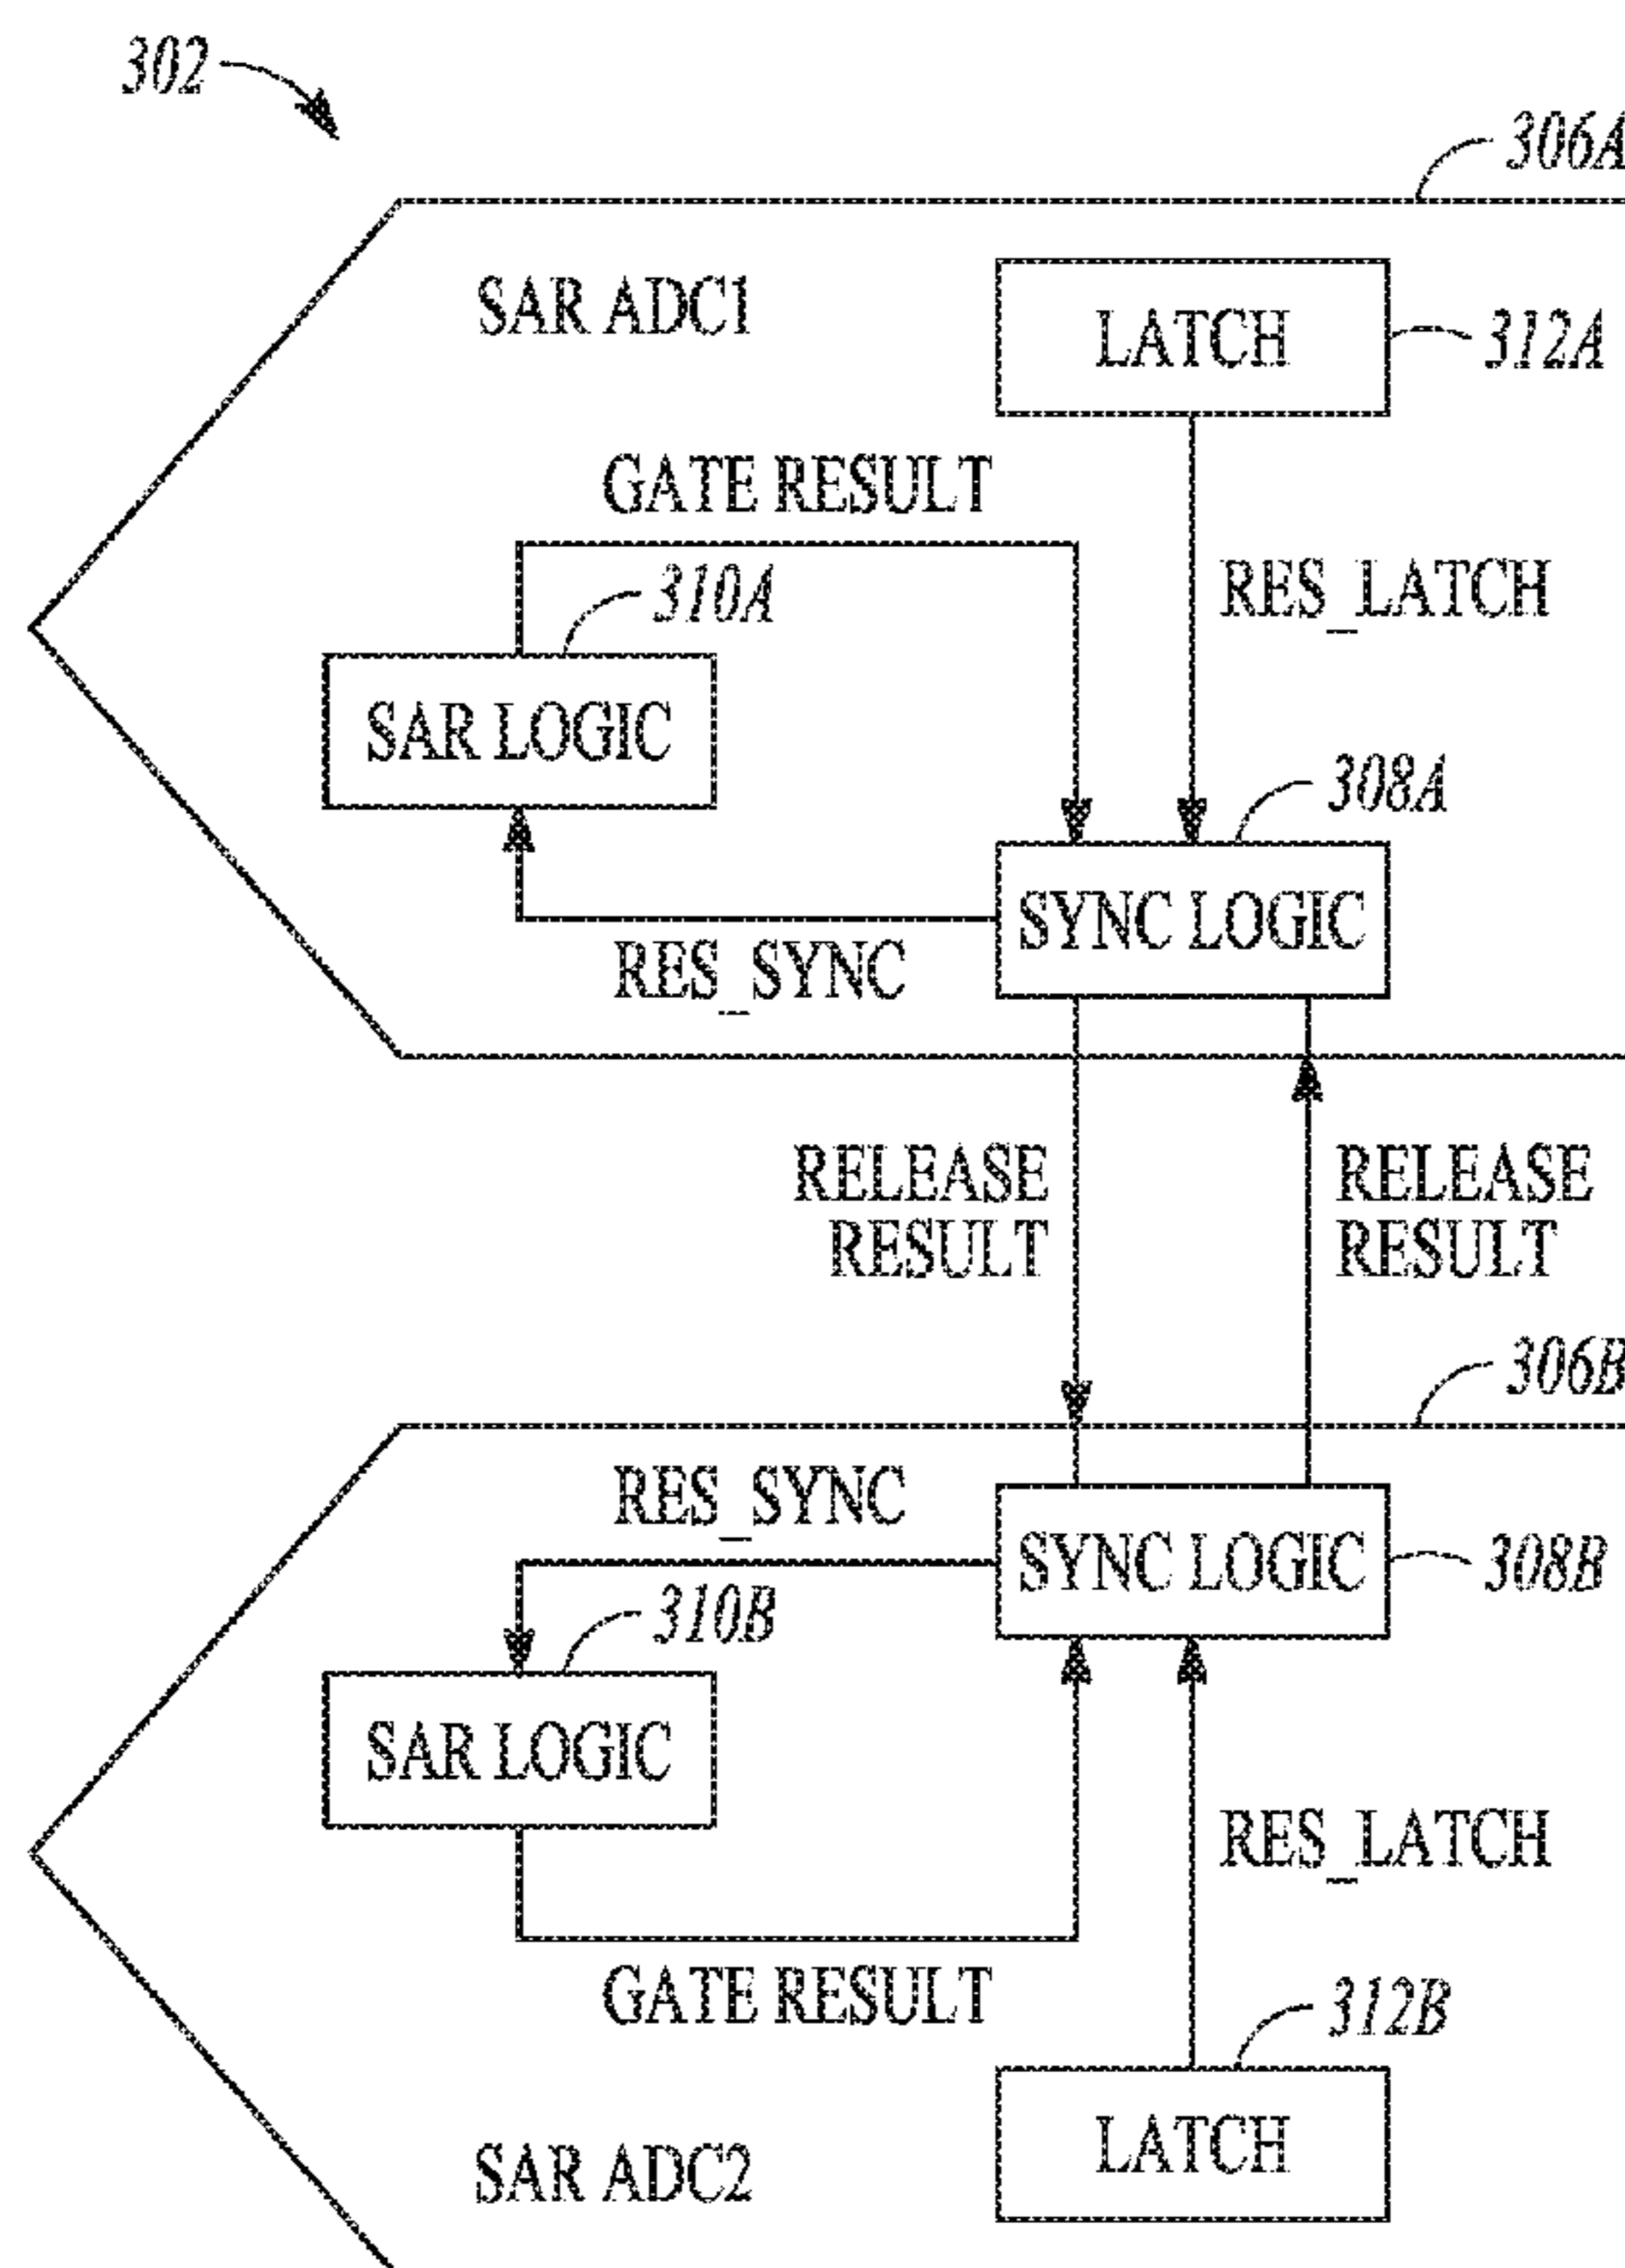 302
306A
SAR ADC1
LATCH
312A
GATE RESULT
310A
RES_LATCH
SAR LOGIC
308A
SYNC LOGIC
RES_SYNC
RELEASE
RESULT
RELEASE
RESULT
306B
RES_SYNC
SYNC LOGIC
308B
310B
SAR LOGIC
RES_LATCH
GATE RESULT
312B
LATCH
SAR ADC2